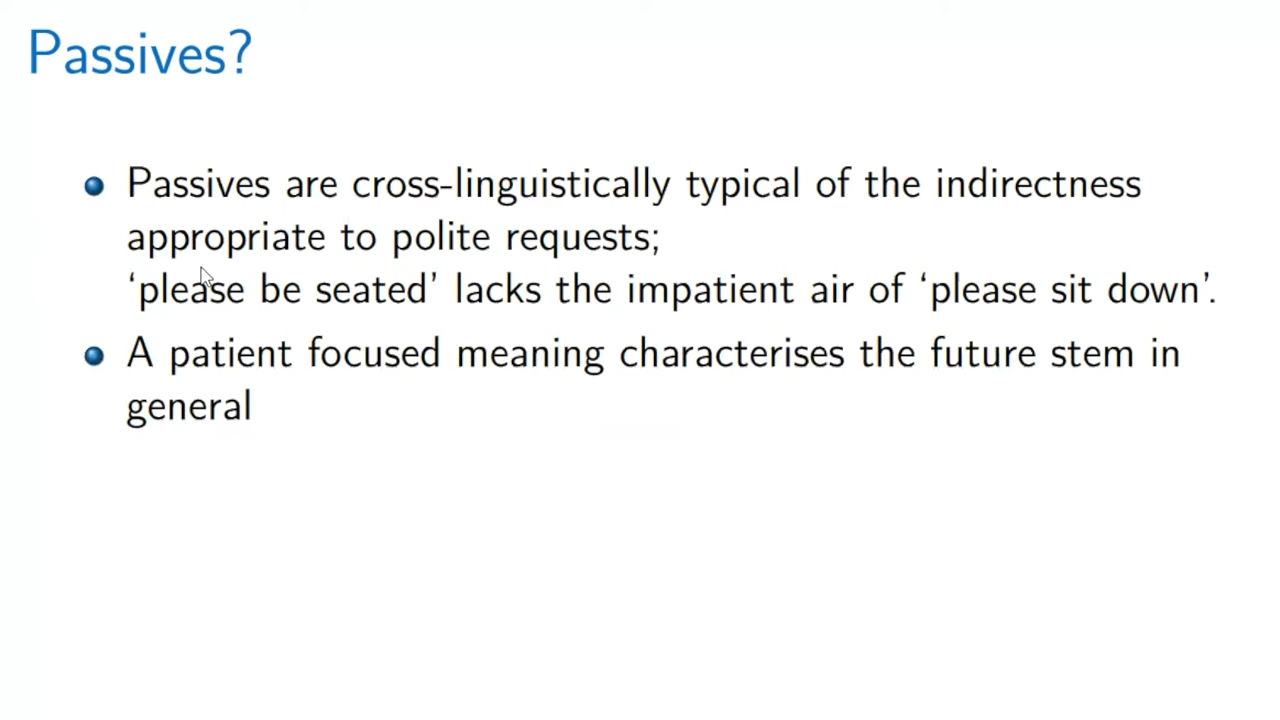 Passives?
Passives are cross-linguistically typical of the indirectness
appropriate to polite requests;
‘please be seated’ lacks the impatient air of ‘please sit down’.
A patient focused meaning characterises the future stem in
general